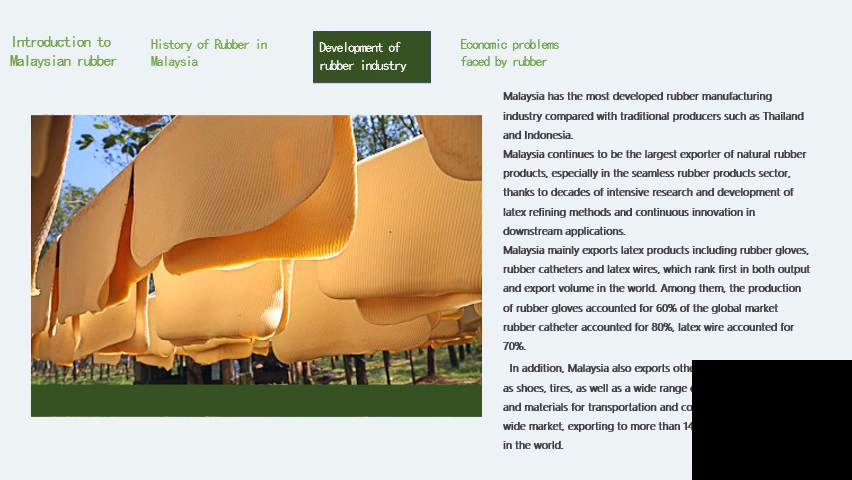 Introduction to
Malaysian rubber
History of Rubber in
Malaysia
Development of
rubber industry
Economic problems
faced by rubber
Malaysia has the most developed rubber manufacturing
industry compared with traditional producers such as Thailand
and Indonesia.
Malaysia continues to be the largest exporter of natural rubber
products, especially in the seamless rubber products sector,
thanks to decades of intensive research and development of
latex refining methods and continuous innovation in
downstream applications.
Malaysia mainly exports latex products including rubber gloves,
rubber catheters and latex wires, which rank first in both output
and export volume in the world. Among them, the production
of rubber gloves accounted for 60% of the global market
rubber catheter accounted for 80%, latex wire accounted for
70%.
In addition, Malaysia also exports
as shoes, tires, as well as a wide range
and materials for transportation and
wide market, exporting to more than
in the world.